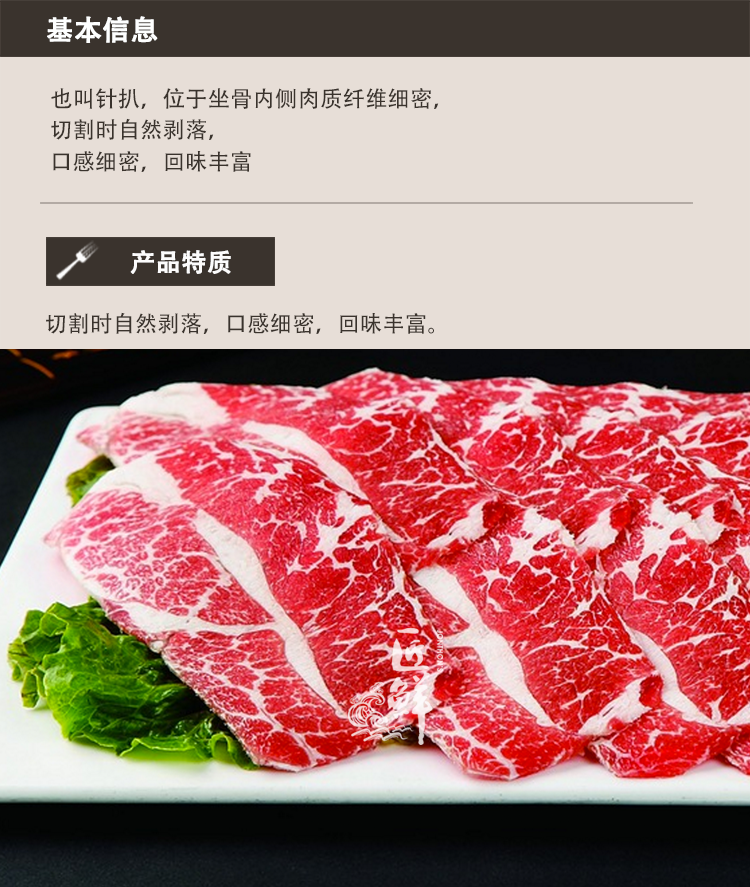 基本信息
也叫针扒，位于坐骨内侧肉质纤维细密，
切割时自然剥落，
口感细密，回味丰富
产品特质
切割时自然剥落，口感细密，回味丰富。